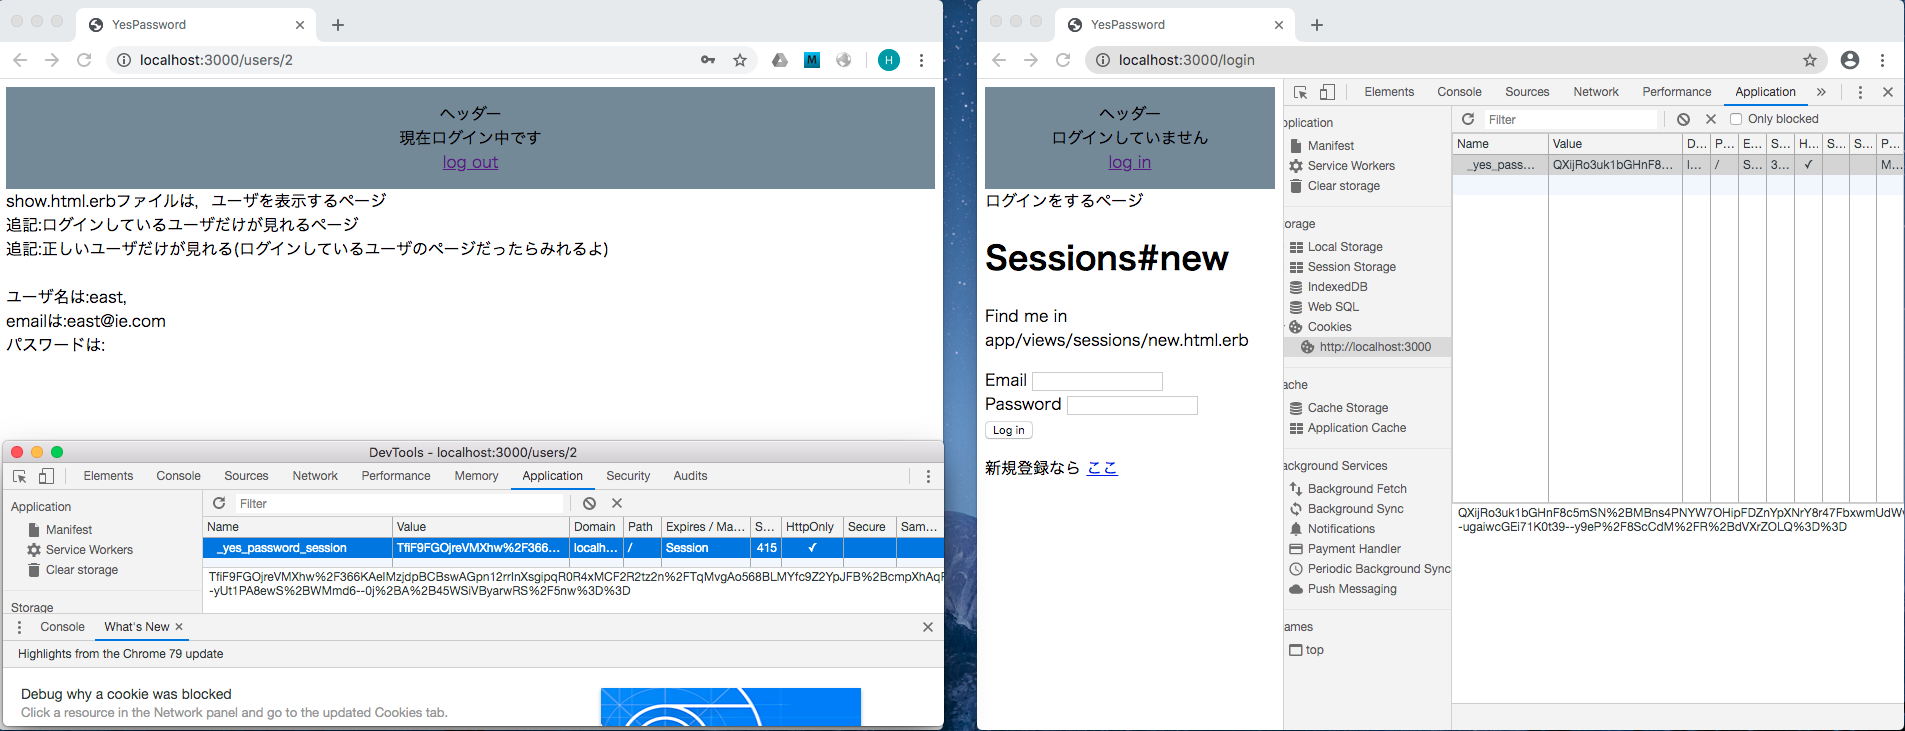 YesPassword
localhost:3000/users/2
M
H
ヘッダー
現在ログイン中です
log out
show.html.erbファイルは，ユーザを表示するページ
追記:ログインしているユーザだけが見れるページ
追記:正しいユーザだけが見れる(ログインしているユーザのページだったらみれるよ)
ユーザ名は:east,
emailは:east@ie.com
パスワードは:
DevTools - localhost:3000/users/2
Elements Console Sources Network Performance Memory Application Security Audits
Application
Manifest
Service Workers
Clear storage
Storage
Filter
Name Value Domain Path Expires / Ma... S... HttpOnly Secure Sam...
_yes_password_session TfiF9FGOjreVMXhw%2F366... localh... / Session 415 ✓
TfiF9FGOjreVMXhw%2F366KAelMzjdpBCBswAGpn12rrInXsgipqR0R4xMCF2R2tz2n%2FTqMvgAo568BLMYfc9Z2YpJFB%2BcmpXhAqF
-yUt1PA8ewS%2BWMmd6--0j%2BA%2B45WSiVByarwRS%2F5nw%3D%3D
Console What's New
Highlights from the Chrome 79 update
Debug why a cookie was blocked
Click a resource in the Network panel and go to the updated Cookies tab.
YesPassword
localhost:3000/login
ヘッダー
ログインしていません
log in
ログインをするページ
Sessions#new
Find me in
app/views/sessions/new.html.erb
Email
Password
Log in
新規登録なら ここ
Elements Console Sources Network Performance Application »
pplication
Manifest
Service Workers
Clear storage
orage
Local Storage
Session Storage
IndexedDB
Web SQL
Cookies
http://localhost:3000
ache
Cache Storage
Application Cache
ackground Services
Background Fetch
Background Sync
Notifications
Payment Handler
Periodic Background Sync
Push Messaging
ames
top
Filter
Only blocked
Name Value D... P... E... S... H... S... S... P...
_yes_pass... QXijRo3uk1bGHnF8... l... / S... 3... ✓ M...
QXijRo3uk1bGHnF8c5mSN%2BMBns4PNYW7OHipFDZnYpXNrY8r47FbxwmUdW
-ugaiwcGEi71K0t39--y9eP%2F8ScCdM%2FR%2BdVXrZOLQ%3D%3D